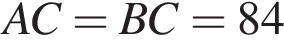 AC = BC = 84